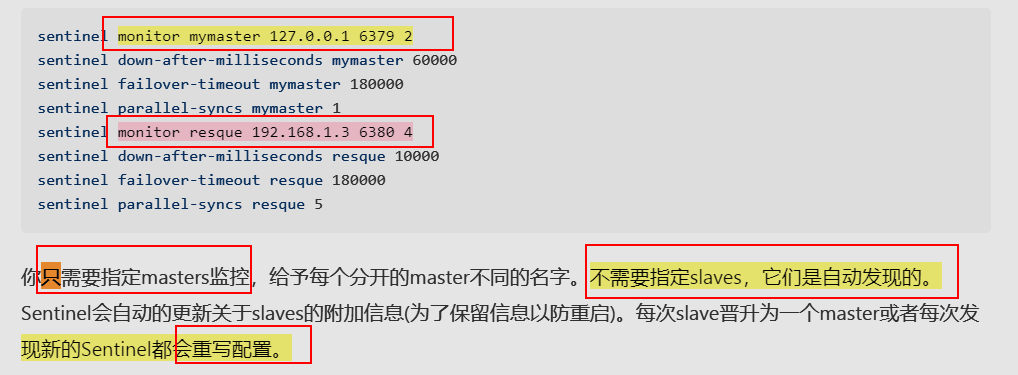 sentinel monitor mymaster 127.0.0.1 6379 2
sentinel down-after-milliseconds mymaster 60000
sentinel failover-timeout mymaster 180000
sentinel parallel-syncs mymaster 1
sentinel monitor resque 192.168.1.3 6380 4
sentinel down-after-milliseconds resque 10000
sentinel failover-timeout resque 180000
sentinel parallel-syncs resque 5
你只需要指定masters监控，给予每个分开的master不同的名字。不需要指定slaves，它们是自动发现的。
Sentinel会自动的更新关于slaves的附加信息(为了保留信息以防重启)。每次slave晋升为一个master或者每次发
现新的Sentinel都会重写配置。